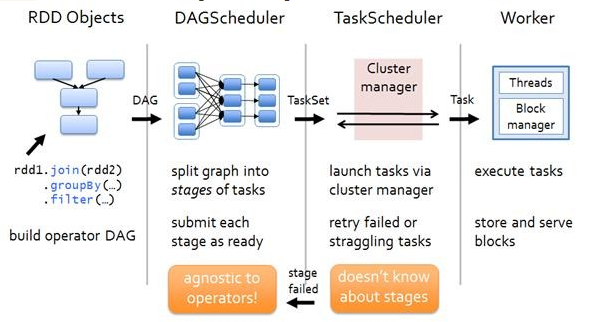 RDD Objects
DAGScheduler
TaskScheduler
Worker
DAG
TaskSet
Cluster
manager
Task
Threads
Block
manager
rdd1.join(rdd2)
.groupBy(…)
.filter(…)
build operator DAG
split graph into
stages of tasks
submit each
stage as ready
launch tasks via
cluster manager
retry failed or
straggling tasks
execute tasks
store and serve
blocks
agnostic to
operators!
stage
failed
doesn't know
about stages